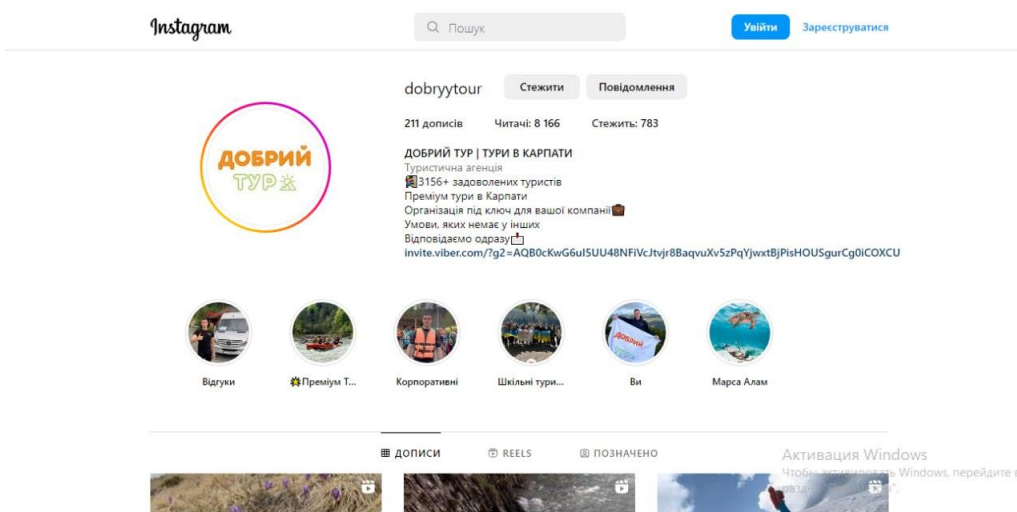 Instagram
Пошук
Увійти
Зареєструватися
dobryytour
Стежити
Повідомлення
211 дописів
Читачі: 8 166
Стежить: 783
ДОБРИЙ
ТУР
ДОБРИЙ ТУР | ТУРИ В КАРПАТИ
Туристична агенція
3156+ задоволених туристів
Преміум тури в Карпати
Організація під ключ для вашої компанії
Умови, яких немає у інших
Відповідаємо одразу
invite.viber.com/?g2=AQB0cKwG6uI5UU48NFiVcJtvjr8BaqvuXv5zPqYjwxtBjPisHOUSgurCg0iCOXCU
ДОБРИЙ
Відгуки
Преміум Т...
Корпоративні
Шкільні тури...
Ви
Марса Алам
ДОПИСИ
REELS
ПОЗНАЧЕНО
Активация Windows
Чтобы активировать Windows, перейдите в